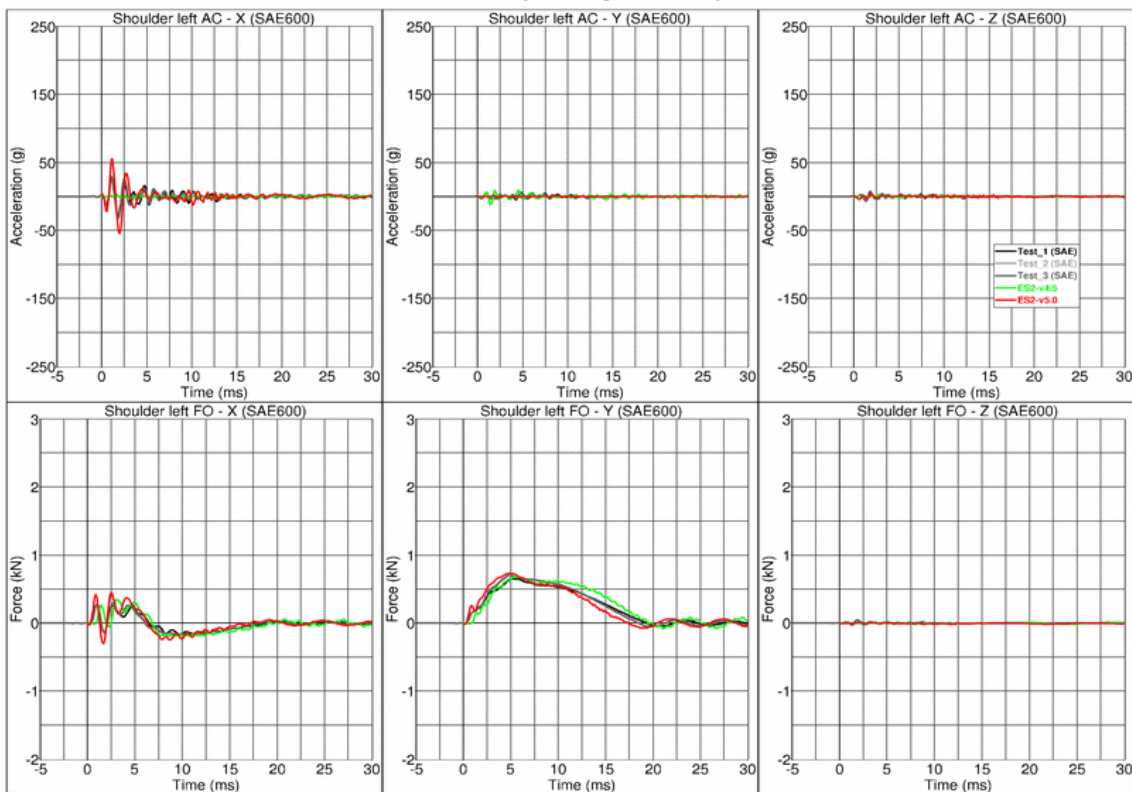 Shoulder left AC - X (SAE600)
250
150
50
0
-50
-150
-250
Acceleration (g)
-5 0 5 10 15 20 25 30
Time (ms)
Shoulder left AC - Y (SAE600)
250
150
50
0
-50
-150
-250
Acceleration (g)
-5 0 5 10 15 20 25 30
Time (ms)
Shoulder left AC - Z (SAE600)
250
150
50
0
-50
-150
-250
Acceleration (g)
Test_1 (SAE)
Test_2 (SAE)
Test_3 (SAE)
ES2-v4.5
ES2-v5.0
-5 0 5 10 15 20 25 30
Time (ms)
Shoulder left FO - X (SAE600)
3
2
1
0
-1
-2
Force (kN)
-5 0 5 10 15 20 25 30
Time (ms)
Shoulder left FO - Y (SAE600)
3
2
1
0
-1
-2
Force (kN)
-5 0 5 10 15 20 25 30
Time (ms)
Shoulder left FO - Z (SAE600)
3
2
1
0
-1
-2
Force (kN)
-5 0 5 10 15 20 25 30
Time (ms)